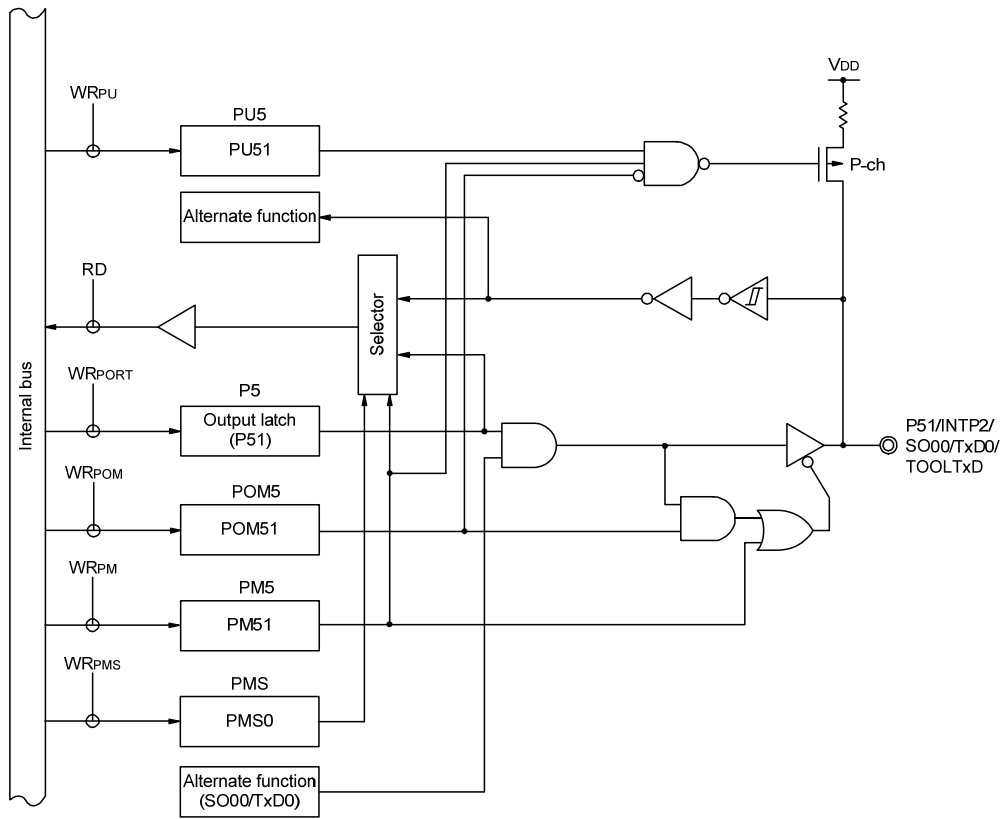 VDD
WRPU
PU5
PU51
P-ch
Alternate function
RD
Selector
Internal bus
WRPORT
P5
Output latch
(P51)
P51/INTP2/
SO00/TxD0/
TOOLTxD
WRPOM
POM5
POM51
WRPM
PM5
PM51
WRPMS
PMS
PMS0
Alternate function
(SO00/TxD0)